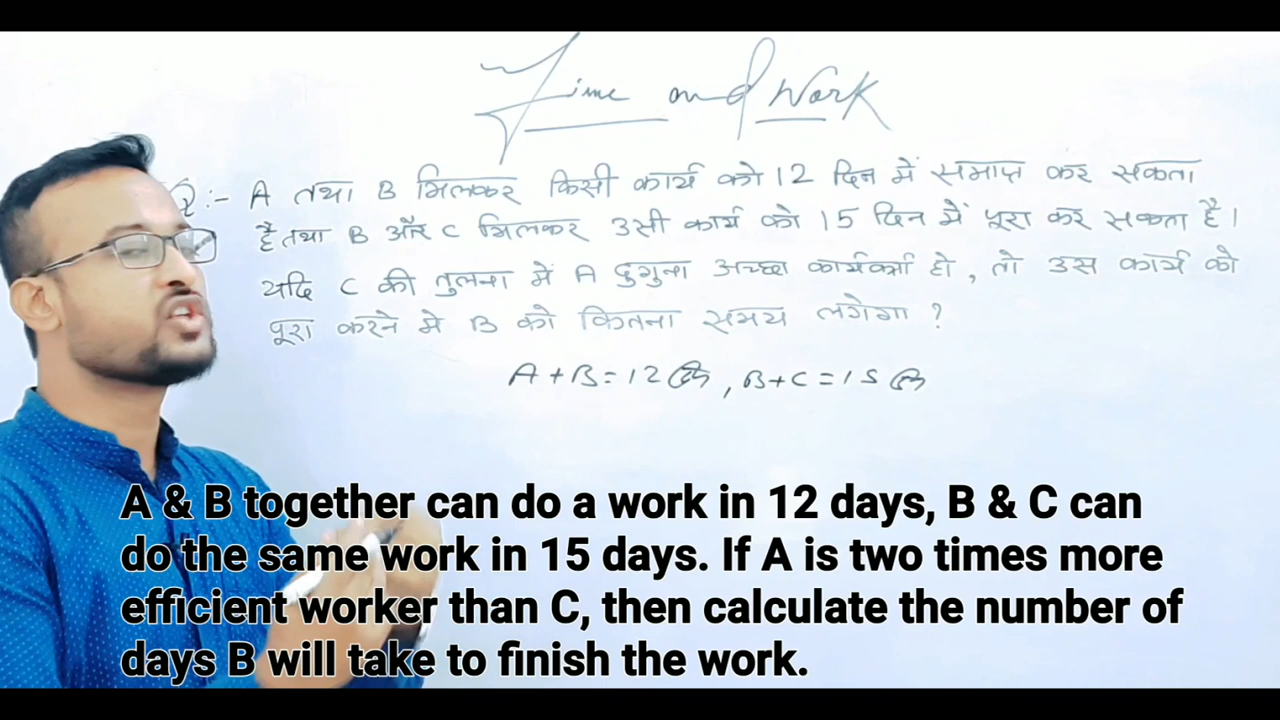 Time and Work
Q:- A तथा B मिलकर किसी कार्य को 12 दिन में समाप्त कर सकता
है तथा B और C मिलकर उसी कार्य को 15 दिन में पूरा कर सकता है।
यदि C की तुलना में A दुगुना अच्छा कार्यकर्ता हो, तो उस कार्य को
पूरा करने मे B को कितना समय लगेगा ?
A+B=12 दिन, B+C=15 दिन
A & B together can do a work in 12 days, B & C can
do the same work in 15 days. If A is two times more
efficient worker than C, then calculate the number of
days B will take to finish the work.